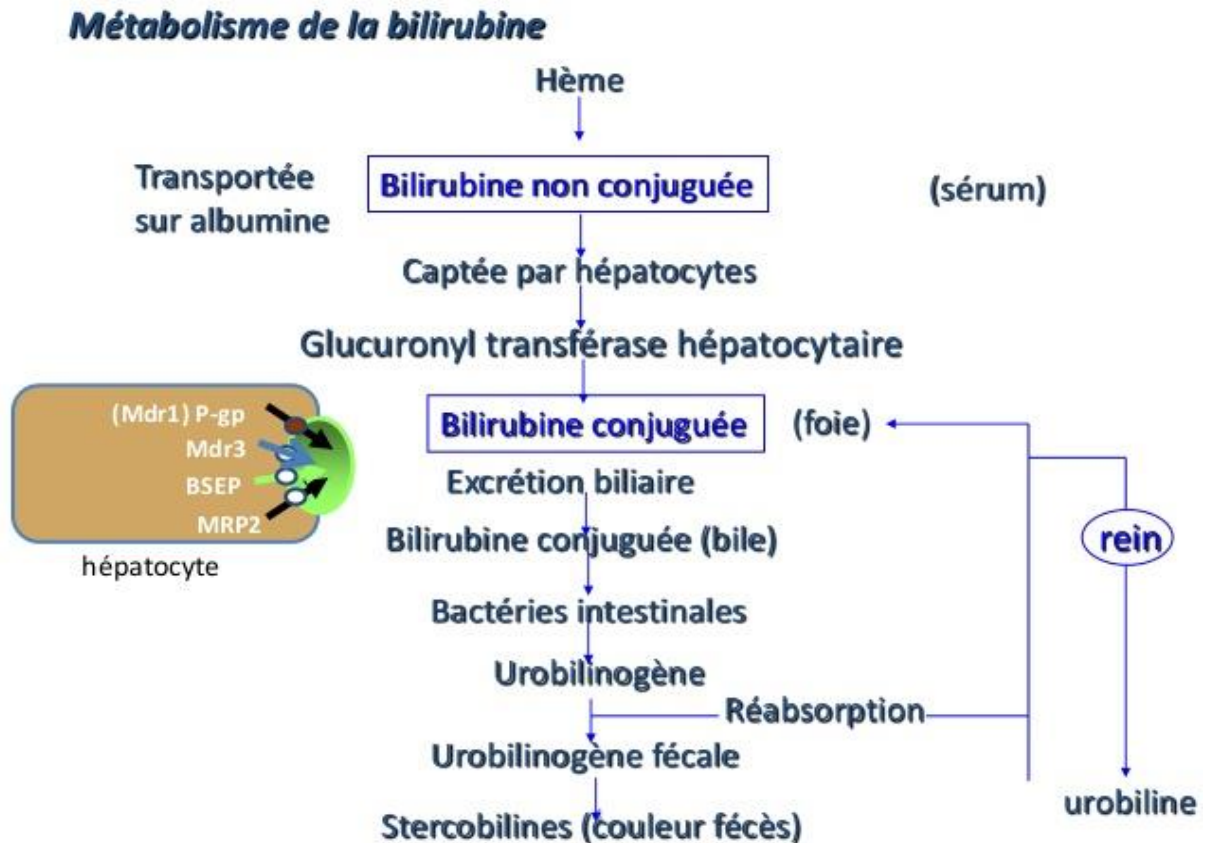 Métabolisme de la bilirubine
Hème
Transportée
sur albumine
Bilirubine non conjuguée
(sérum)
Captée par hépatocytes
Glucuronyl transférase hépatocytaire
(Mdr1) P-gp
Mdr3
BSEP
MRP2
hépatocyte
Bilirubine conjuguée
(foie)
Excrétion biliaire
Bilirubine conjuguée (bile)
rein
Bactéries intestinales
Urobilinogène
Réabsorption
Urobilinogène fécale
urobiline
Stercobilines (couleur fécès)